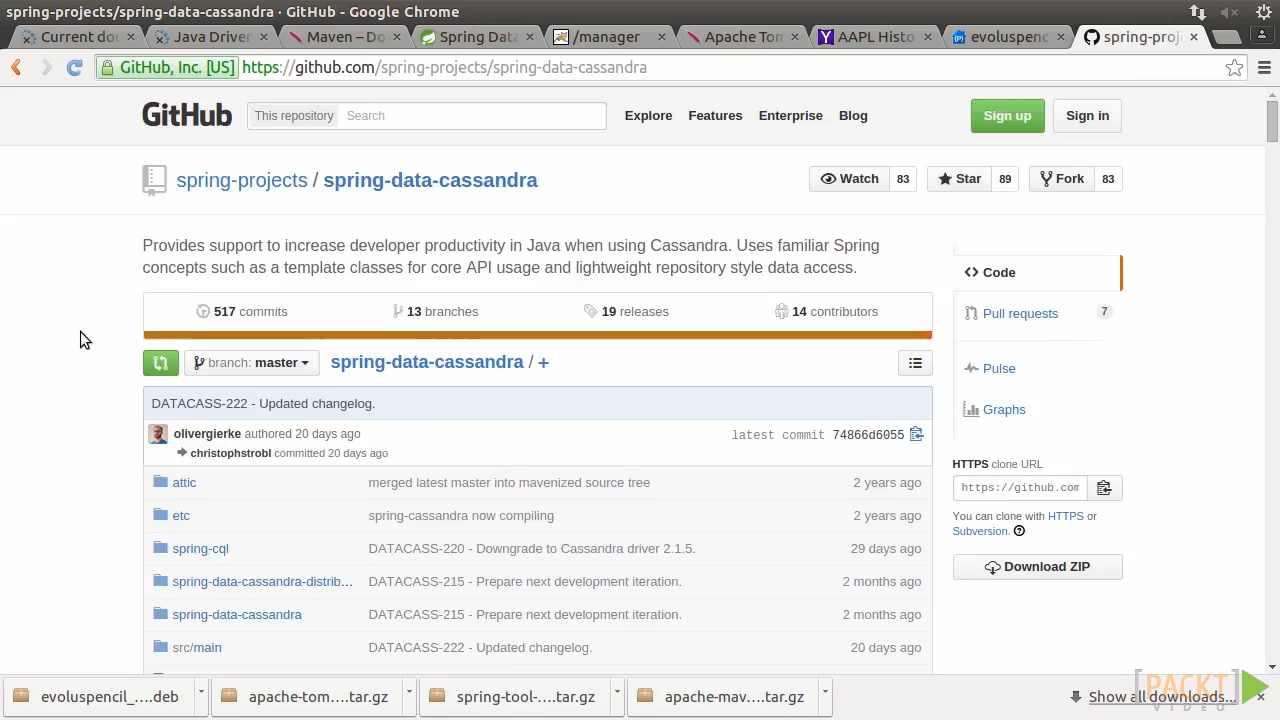 spring-projects/spring-data-cassandra · GitHub - Google Chrome
Current do
Java Driver
Maven – Do
Spring Data
/manager
Apache Tom
AAPL Histo
evoluspenc
spring-proj
GitHub, Inc. [US] https://github.com/spring-projects/spring-data-cassandra
GitHub This repository Search Explore Features Enterprise Blog Sign up Sign in
spring-projects / spring-data-cassandra Watch 83 Star 89 Fork 83
Provides support to increase developer productivity in Java when using Cassandra. Uses familiar Spring
concepts such as a template classes for core API usage and lightweight repository style data access.
517 commits 13 branches 19 releases 14 contributors
branch: master spring-data-cassandra / +
DATACASS-222 - Updated changelog.
olivergierke authored 20 days ago latest commit 74866d6055
christophstrobl committed 20 days ago
attic merged latest master into mavenized source tree 2 years ago
etc spring-cassandra now compiling 2 years ago
spring-cql DATACASS-220 - Downgrade to Cassandra driver 2.1.5. 29 days ago
spring-data-cassandra-distrib... DATACASS-215 - Prepare next development iteration. 2 months ago
spring-data-cassandra DATACASS-215 - Prepare next development iteration. 2 months ago
src/main DATACASS-222 - Updated changelog. 20 days ago
Code
Pull requests 7
Pulse
Graphs
HTTPS clone URL
https://github.com
You can clone with HTTPS or
Subversion.
Download ZIP
evoluspencil_....deb
apache-tom....tar.gz
spring-tool-....tar.gz
apache-mav....tar.gz
Show all downloads...
PACKT
VIDEO